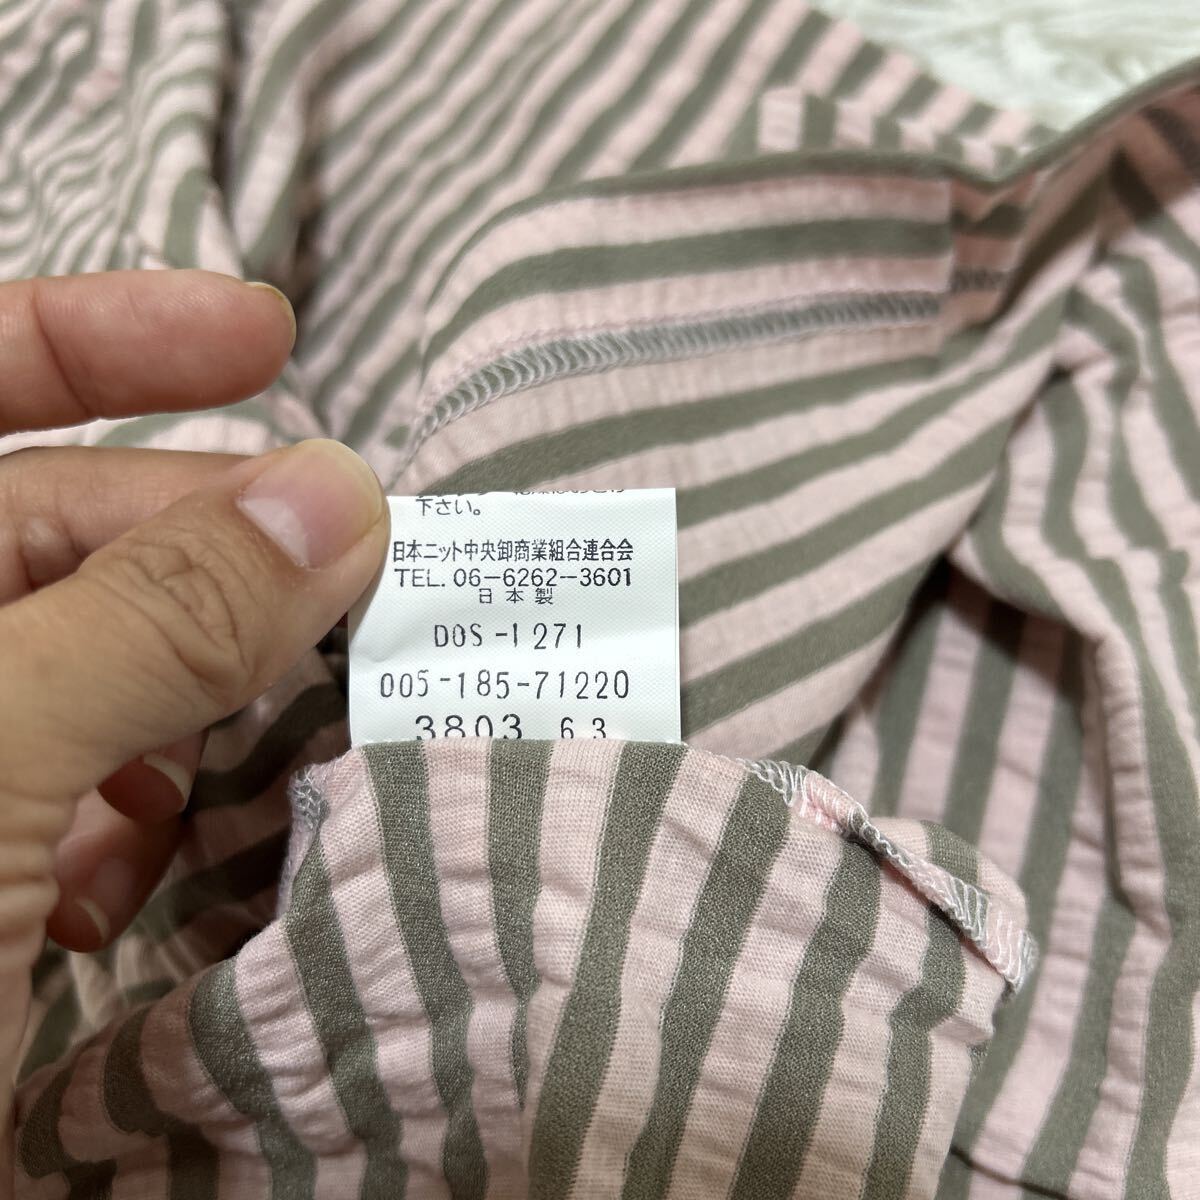 下さい。
日本ニット中央卸商業組合連合会
TEL. 06-6262-3601
日本製
DOS-1271
005-185-71220
3803 63